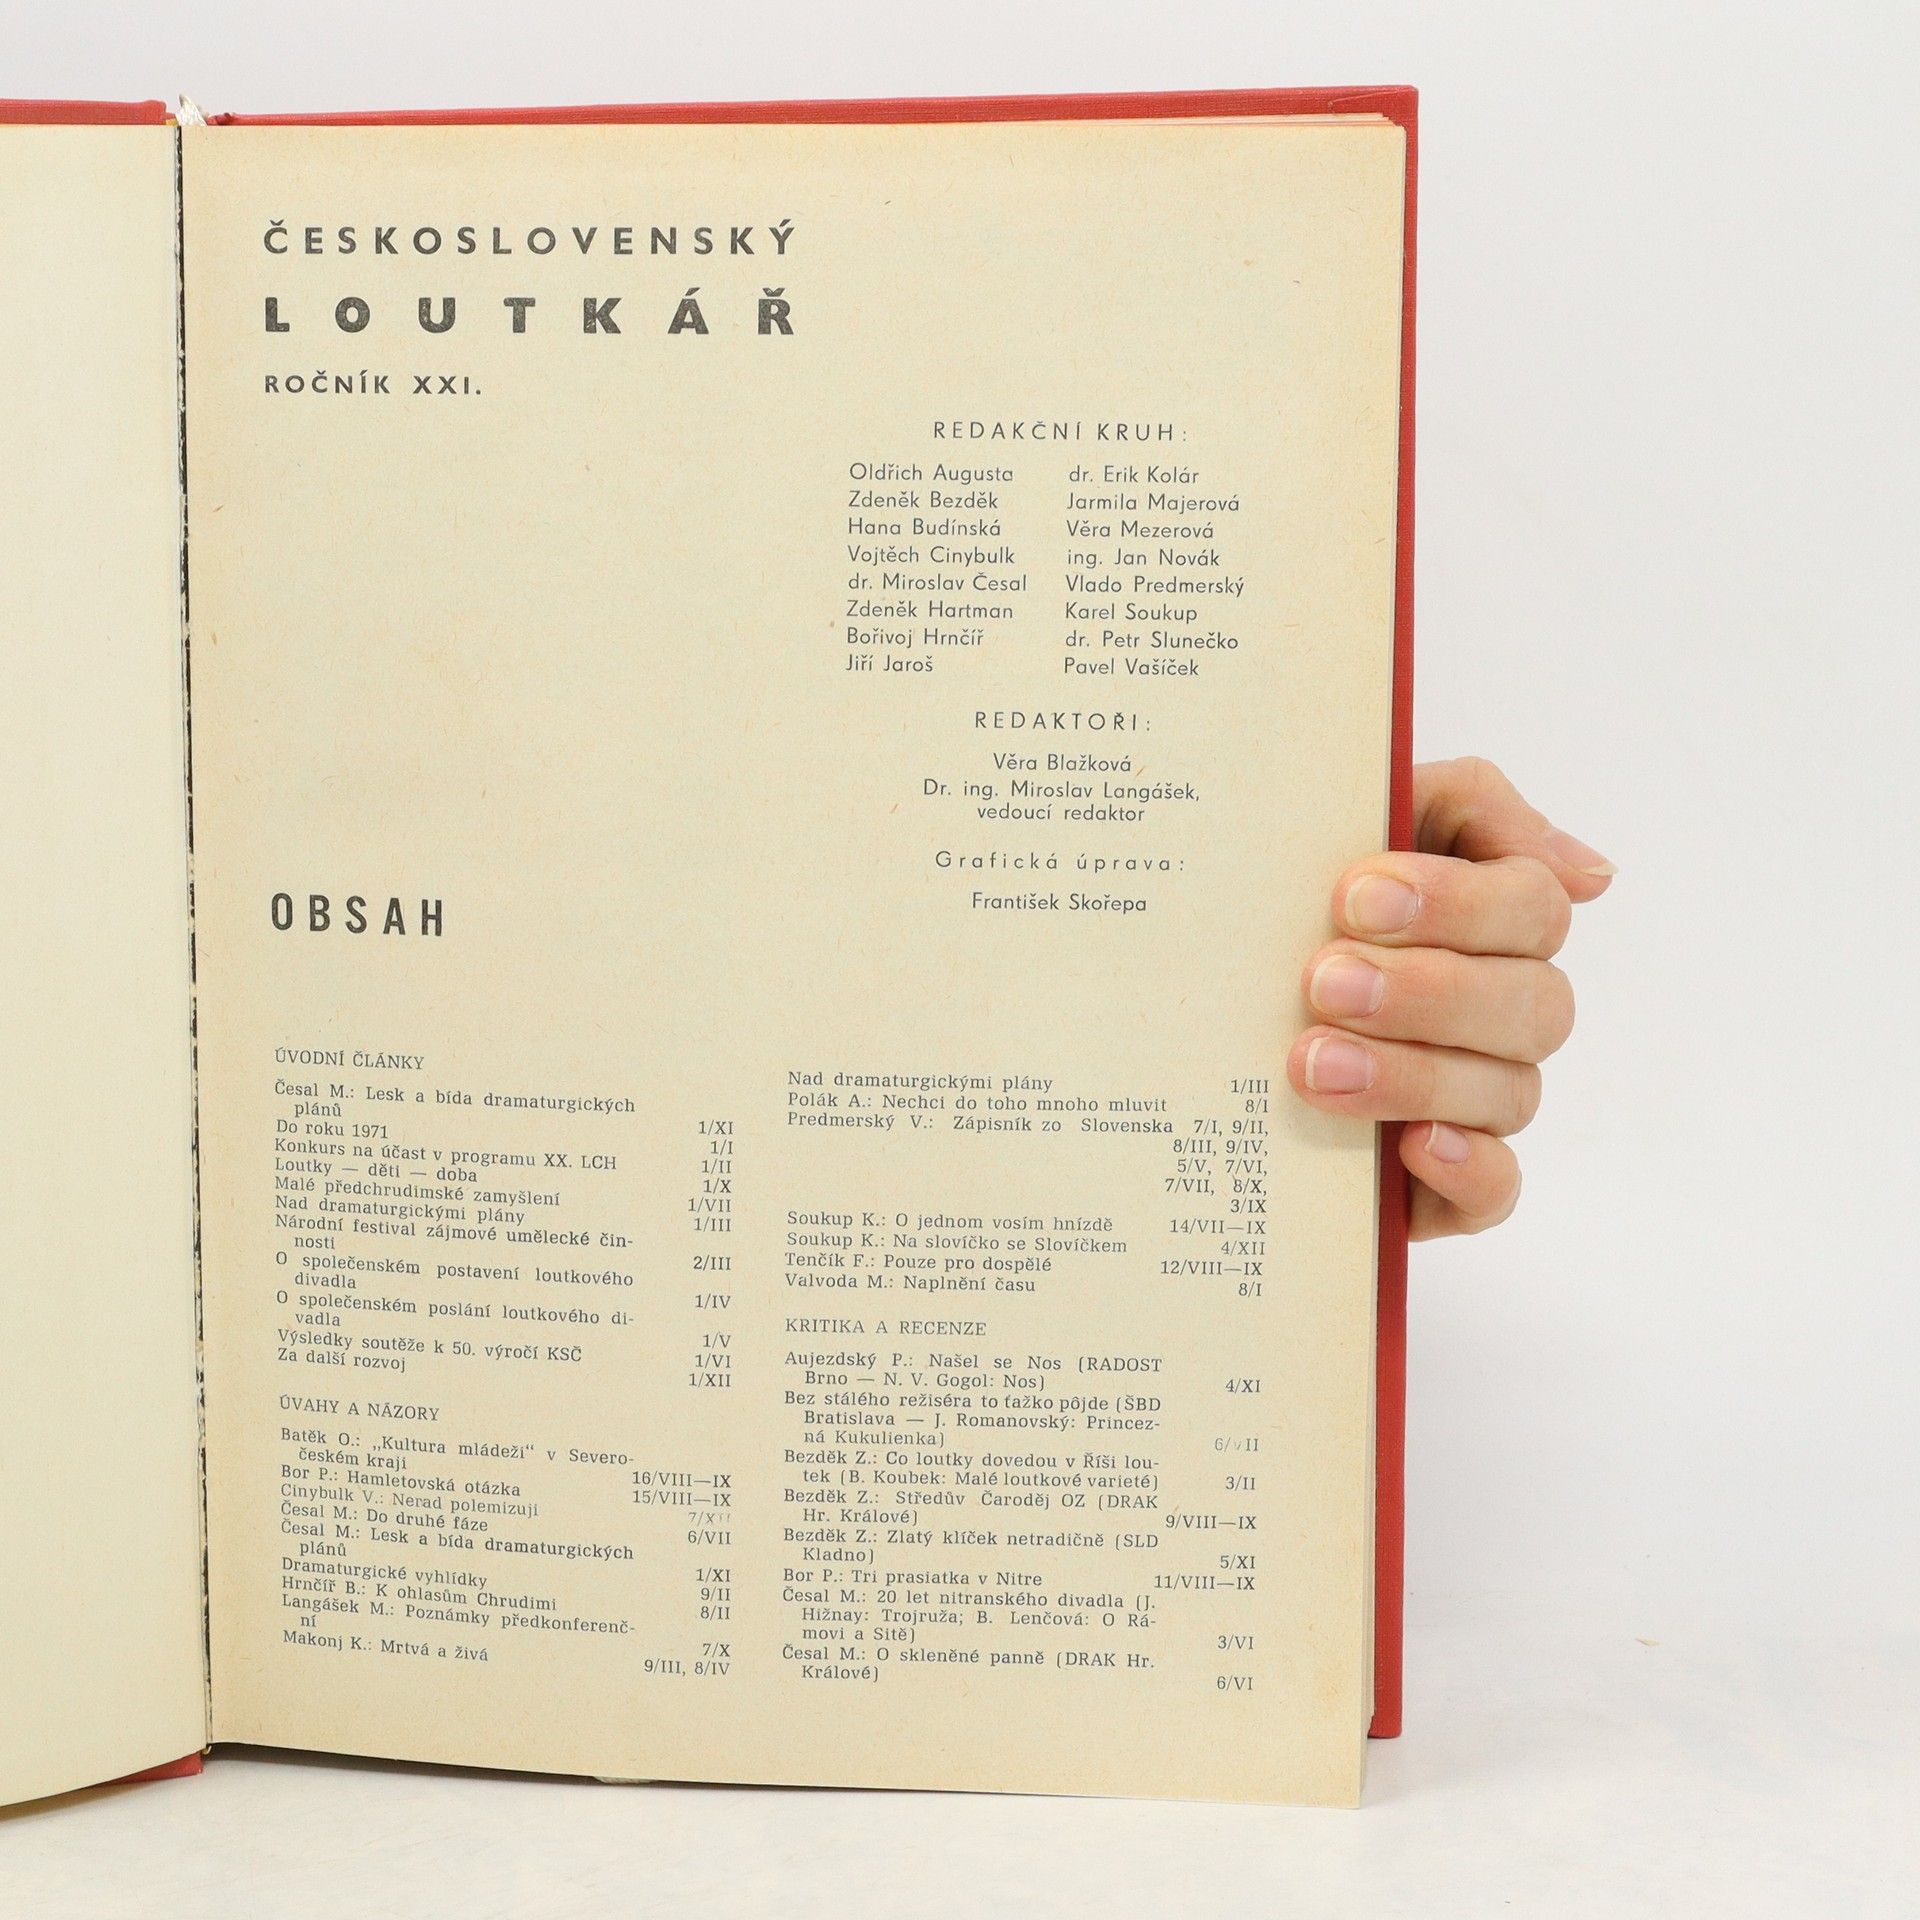 ČESKOSLOVENSKÝ
LOUTKÁŘ
ROČNÍK XXI.
REDAKČNÍ KRUH:
Oldřich Augusta dr. Erik Kolár
Zdeněk Bezděk Jarmila Majerová
Hana Budínská Věra Mezerová
Vojtěch Cinybulk ing. Jan Novák
dr. Miroslav Česal Vlado Predmerský
Zdeněk Hartman Karel Soukup
Bořivoj Hrnčíř dr. Petr Slunečko
Jiří Jaroš Pavel Vašíček
REDAKTOŘI:
Věra Blažková
Dr. ing. Miroslav Langášek,
vedoucí redaktor
Grafická úprava:
František Skořepa
OBSAH
ÚVODNÍ ČLÁNKY
Česal M.: Lesk a bída dramaturgických
plánů 1/XI
Do roku 1971 1/I
Konkurs na účast v programu XX. LCH 1/II
Loutky — děti — doba 1/X
Malé předchrudimské zamyšlení 1/VII
Nad dramaturgickými plány 1/III
Národní festival zájmové umělecké čin-
nosti 2/III
O společenském postavení loutkového
divadla 1/IV
O společenském poslání loutkového di-
vadla 1/V
Výsledky soutěže k 50. výročí KSČ 1/VI
Za další rozvoj 1/XII
ÚVAHY A NÁZORY
Batěk O.: „Kultura mládeži“ v Severo-
českém kraji 16/VIII—IX
Bor P.: Hamletovská otázka 15/VIII—IX
Cinybulk V.: Nerad polemizuji 7/XII
Česal M.: Do druhé fáze 6/VII
Česal M.: Lesk a bída dramaturgických
plánů 1/XI
Dramaturgické vyhlídky 9/II
Hrnčíř B.: K ohlasům Chrudimi 8/II
Langášek M.: Poznámky předkonferenč-
ní 7/X
Makonj K.: Mrtvá a živá 9/III, 8/IV
Nad dramaturgickými plány 1/III
Polák A.: Nechci do toho mnoho mluvit 8/I
Predmerský V.: Zápisník zo Slovenska 7/I, 9/II,
8/III, 9/IV,
5/V, 7/VI,
7/VII, 8/X,
3/IX
Soukup K.: O jednom vosím hnízdě 14/VII—IX
Soukup K.: Na slovíčko se Slovíčkem 4/XII
Tenčík F.: Pouze pro dospělé 12/VIII—IX
Valvoda M.: Naplnění času 8/I
KRITIKA A RECENZE
Aujezdský P.: Našel se Nos (RADOST
Brno — N. V. Gogol: Nos) 4/XI
Bez stálého režiséra to ťažko pôjde (ŠBD
Bratislava — J. Romanovský: Princez-
ná Kukulienka) 6/VII
Bezděk Z.: Co loutky dovedou v Říši lou-
tek (B. Koubek: Malé loutkové varieté) 3/II
Bezděk Z.: Středův Čaroděj OZ (DRAK
Hr. Králové) 9/VIII—IX
Bezděk Z.: Zlatý klíček netradičně (SLD
Kladno) 5/XI
Bor P.: Tri prasiatka v Nitre 11/VIII—IX
Česal M.: 20 let nitranského divadla (J.
Hižnay: Trojruža; B. Lenčová: O Rá-
movi a Sítě) 3/VI
Česal M.: O skleněné panně (DRAK Hr.
Králové) 6/VI